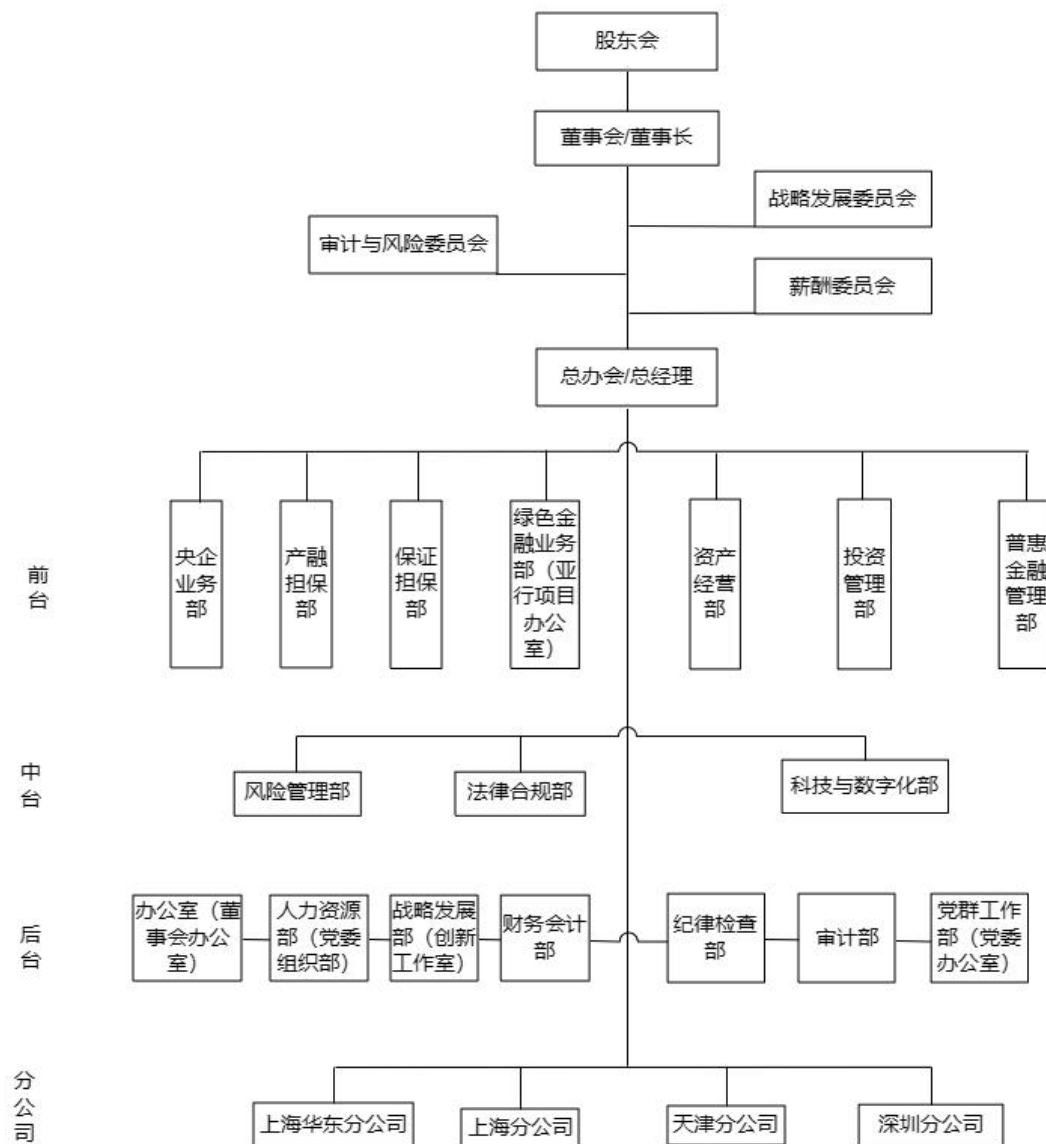 股东会
董事会/董事长
战略发展委员会
审计与风险委员会
薪酬委员会
总办会/总经理
前
台
央企
业务
部
产融
担保
部
保证
担保
部
绿色金
融业务
部（亚
行项目
办公
室）
资产
经营
部
投资
管理
部
普惠
金融
管理
部
中
台
风险管理部
法律合规部
科技与数字化部
后
台
办公室（董
事会办公
室）
人力资源
部（党委
组织部）
战略发展
部（创新
工作室）
财务会计
部
纪律检查
部
审计部
党群工作
部（党委
办公室）
分
公
司
上海华东分公司
上海分公司
天津分公司
深圳分公司